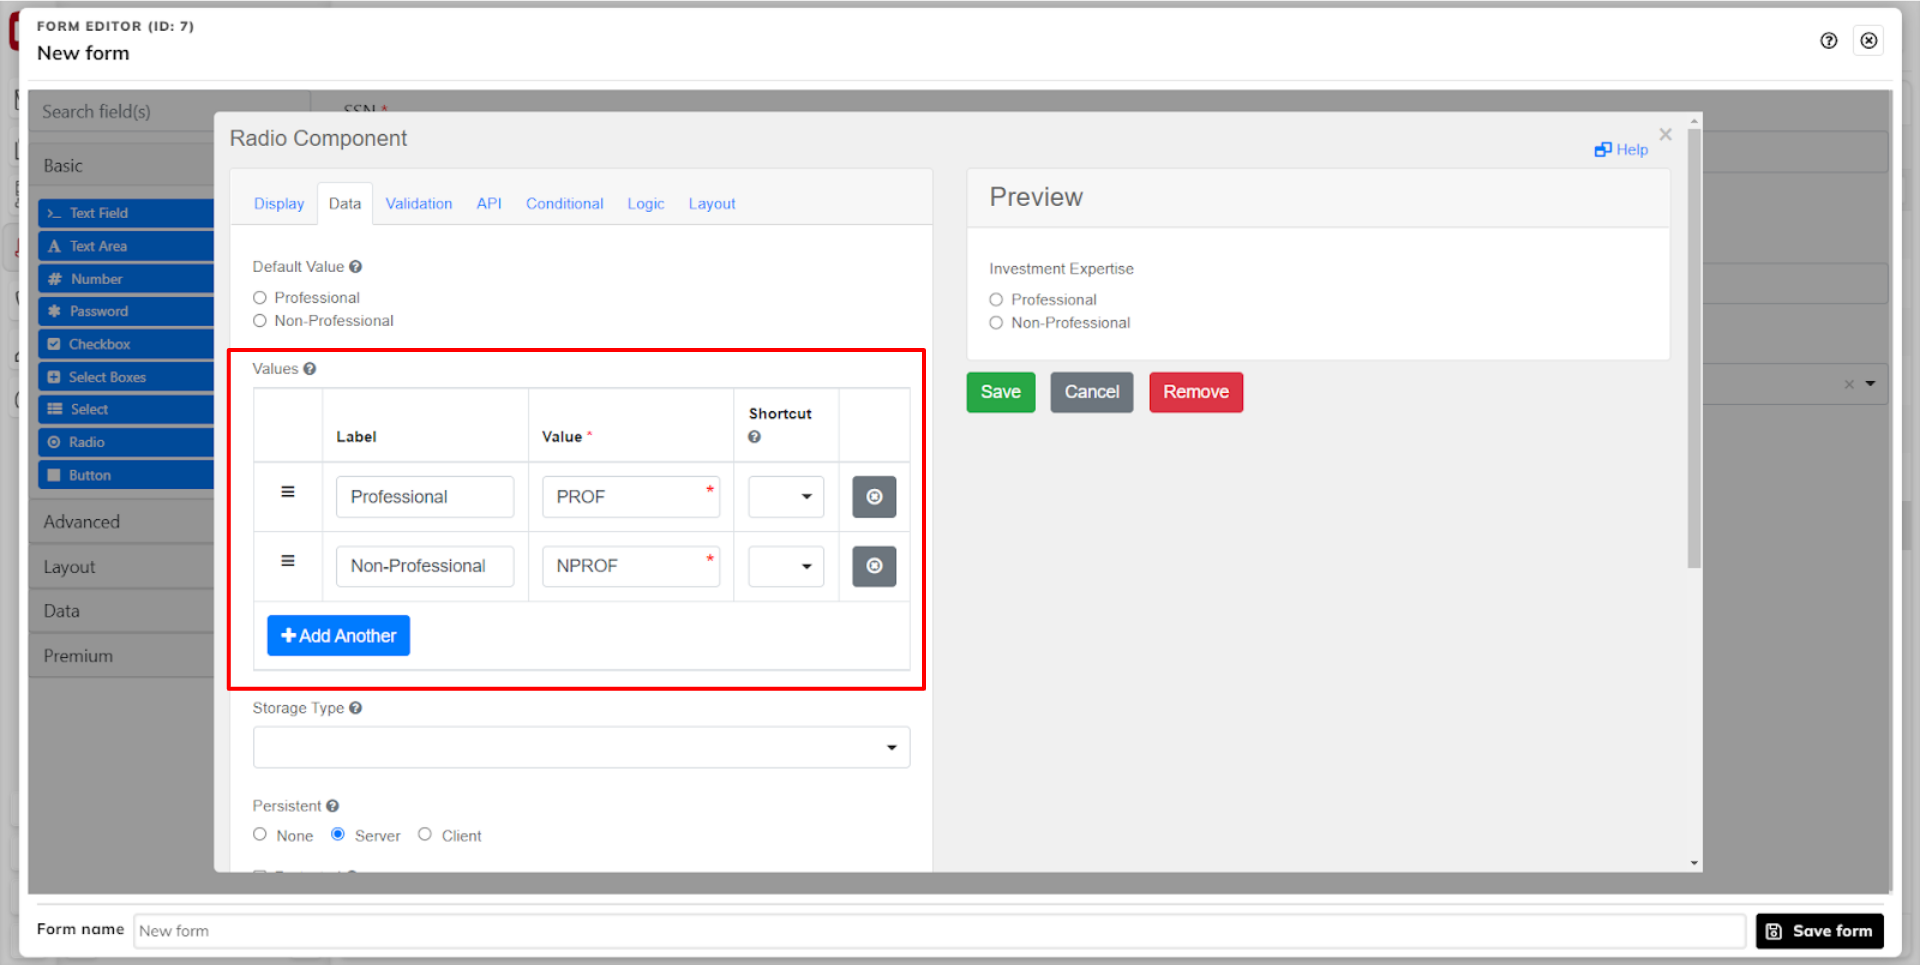 FORM EDITOR (ID: 7)
New form
Search field(s)
SSN *
Basic
Text Field
Text Area
Number
Password
Checkbox
Select Boxes
Select
Radio
Button
Advanced
Layout
Data
Premium
Radio Component
Help
Display Data Validation API Conditional Logic Layout
Default Value
Professional
Non-Professional
Values
Label Value * Shortcut
Professional PROF *
Non-Professional NPROF *
Add Another
Storage Type
Persistent
None Server Client
Preview
Investment Expertise
Professional
Non-Professional
Save Cancel Remove
Form name New form Save form